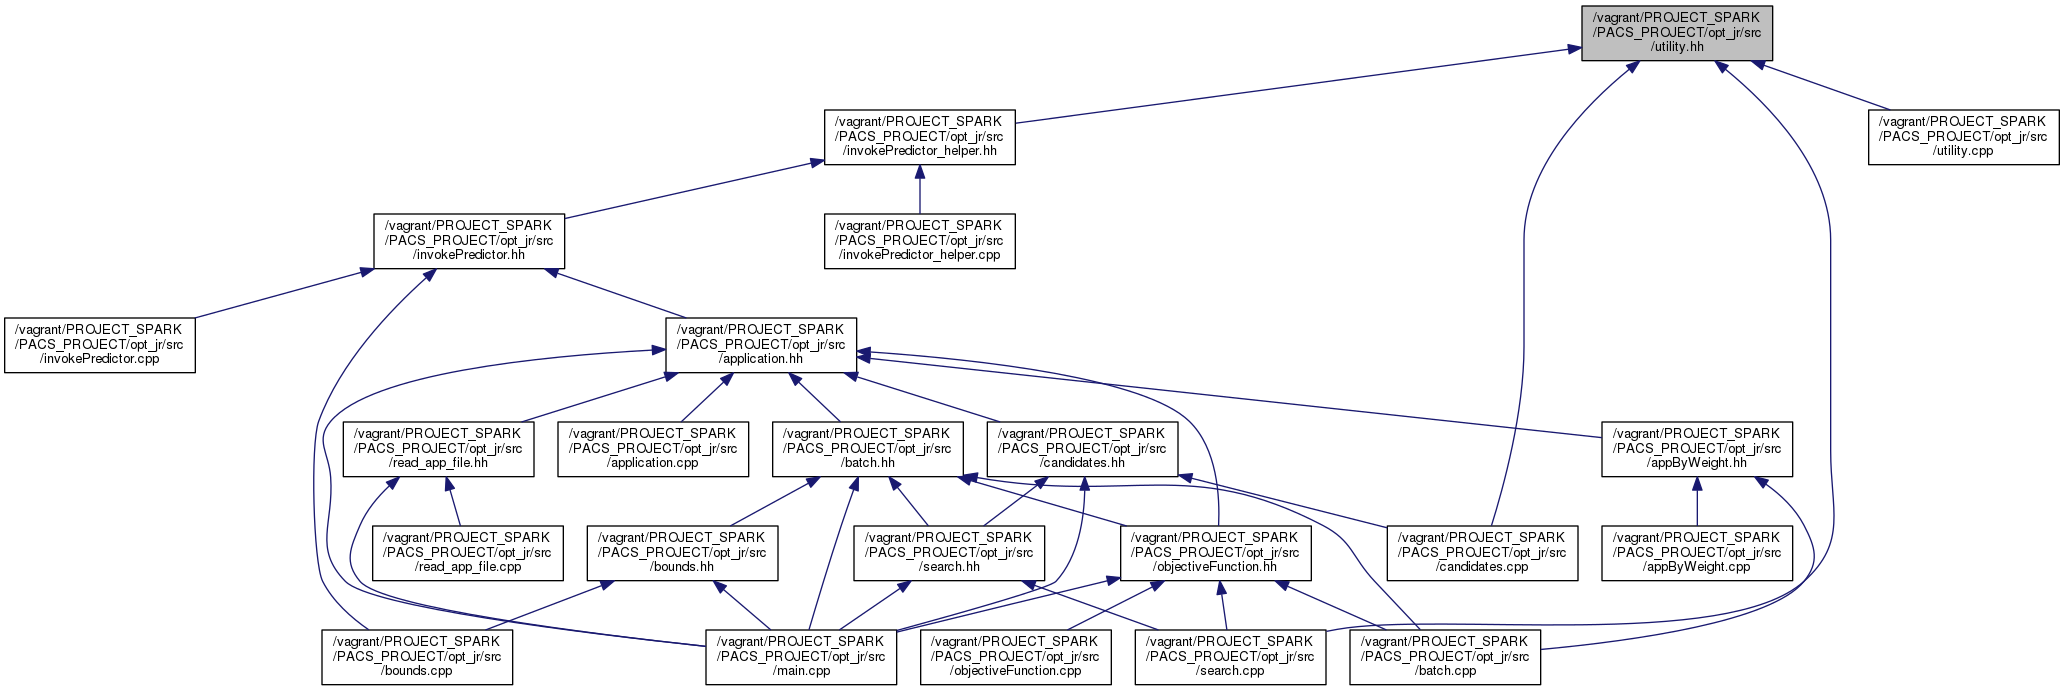 /vagrant/PROJECT_SPARK
/PACS_PROJECT/opt_jr/src
/utility.hh
/vagrant/PROJECT_SPARK
/PACS_PROJECT/opt_jr/src
/invokePredictor_helper.hh
/vagrant/PROJECT_SPARK
/PACS_PROJECT/opt_jr/src
/utility.cpp
/vagrant/PROJECT_SPARK
/PACS_PROJECT/opt_jr/src
/invokePredictor.hh
/vagrant/PROJECT_SPARK
/PACS_PROJECT/opt_jr/src
/invokePredictor_helper.cpp
/vagrant/PROJECT_SPARK
/PACS_PROJECT/opt_jr/src
/invokePredictor.cpp
/vagrant/PROJECT_SPARK
/PACS_PROJECT/opt_jr/src
/application.hh
/vagrant/PROJECT_SPARK
/PACS_PROJECT/opt_jr/src
/read_app_file.hh
/vagrant/PROJECT_SPARK
/PACS_PROJECT/opt_jr/src
/application.cpp
/vagrant/PROJECT_SPARK
/PACS_PROJECT/opt_jr/src
/batch.hh
/vagrant/PROJECT_SPARK
/PACS_PROJECT/opt_jr/src
/candidates.hh
/vagrant/PROJECT_SPARK
/PACS_PROJECT/opt_jr/src
/appByWeight.hh
/vagrant/PROJECT_SPARK
/PACS_PROJECT/opt_jr/src
/read_app_file.cpp
/vagrant/PROJECT_SPARK
/PACS_PROJECT/opt_jr/src
/bounds.hh
/vagrant/PROJECT_SPARK
/PACS_PROJECT/opt_jr/src
/search.hh
/vagrant/PROJECT_SPARK
/PACS_PROJECT/opt_jr/src
/objectiveFunction.hh
/vagrant/PROJECT_SPARK
/PACS_PROJECT/opt_jr/src
/candidates.cpp
/vagrant/PROJECT_SPARK
/PACS_PROJECT/opt_jr/src
/appByWeight.cpp
/vagrant/PROJECT_SPARK
/PACS_PROJECT/opt_jr/src
/bounds.cpp
/vagrant/PROJECT_SPARK
/PACS_PROJECT/opt_jr/src
/main.cpp
/vagrant/PROJECT_SPARK
/PACS_PROJECT/opt_jr/src
/objectiveFunction.cpp
/vagrant/PROJECT_SPARK
/PACS_PROJECT/opt_jr/src
/search.cpp
/vagrant/PROJECT_SPARK
/PACS_PROJECT/opt_jr/src
/batch.cpp